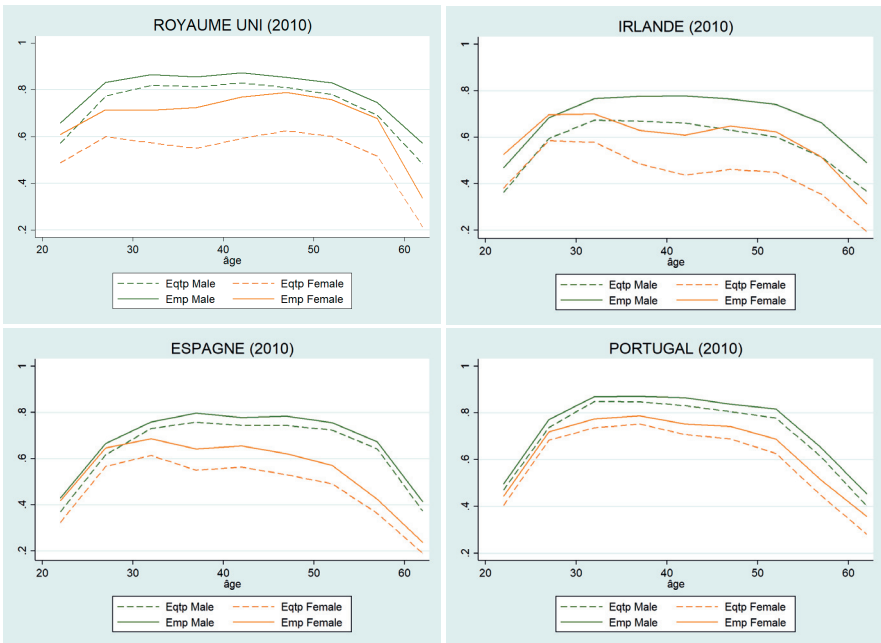 ROYAUME UNI (2010)
1
.8
.6
.4
.2
20
30
40
50
60
âge
Eqtp Male
Eqtp Female
Emp Male
Emp Female
IRLANDE (2010)
1
.8
.6
.4
.2
20
30
40
50
60
âge
Eqtp Male
Eqtp Female
Emp Male
Emp Female
ESPAGNE (2010)
1
.8
.6
.4
.2
20
30
40
50
60
âge
Eqtp Male
Eqtp Female
Emp Male
Emp Female
PORTUGAL (2010)
1
.8
.6
.4
.2
20
30
40
50
60
âge
Eqtp Male
Eqtp Female
Emp Male
Emp Female